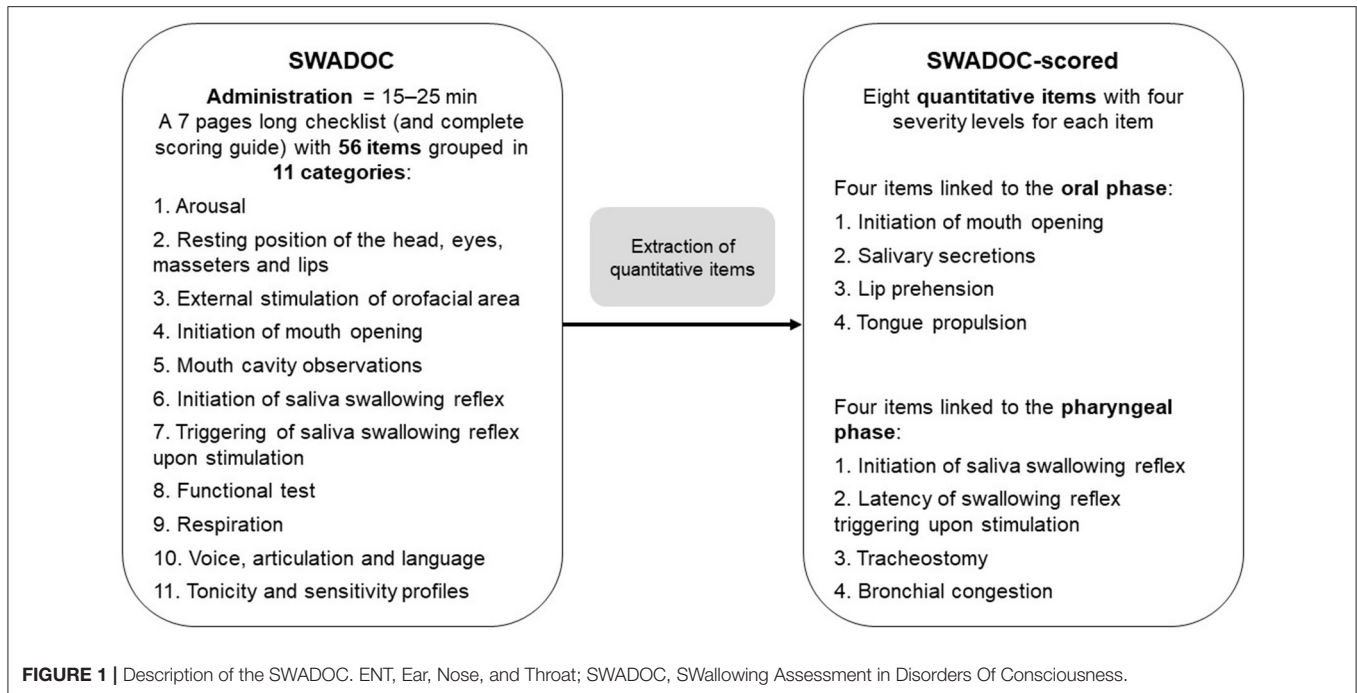 SWADOC
Administration = 15–25 min
A 7 pages long checklist (and complete
scoring guide) with 56 items grouped in
11 categories:
1. Arousal
2. Resting position of the head, eyes,
masseters and lips
3. External stimulation of orofacial area
4. Initiation of mouth opening
5. Mouth cavity observations
6. Initiation of saliva swallowing reflex
7. Triggering of saliva swallowing reflex
upon stimulation
8. Functional test
9. Respiration
10. Voice, articulation and language
11. Tonicity and sensitivity profiles
Extraction of
quantitative items
SWADOC-scored
Eight quantitative items with four
severity levels for each item
Four items linked to the oral phase:
1. Initiation of mouth opening
2. Salivary secretions
3. Lip prehension
4. Tongue propulsion
Four items linked to the pharyngeal
phase:
1. Initiation of saliva swallowing reflex
2. Latency of swallowing reflex
triggering upon stimulation
3. Tracheostomy
4. Bronchial congestion
FIGURE 1 | Description of the SWADOC. ENT, Ear, Nose, and Throat; SWADOC, SWallowing Assessment in Disorders Of Consciousness.